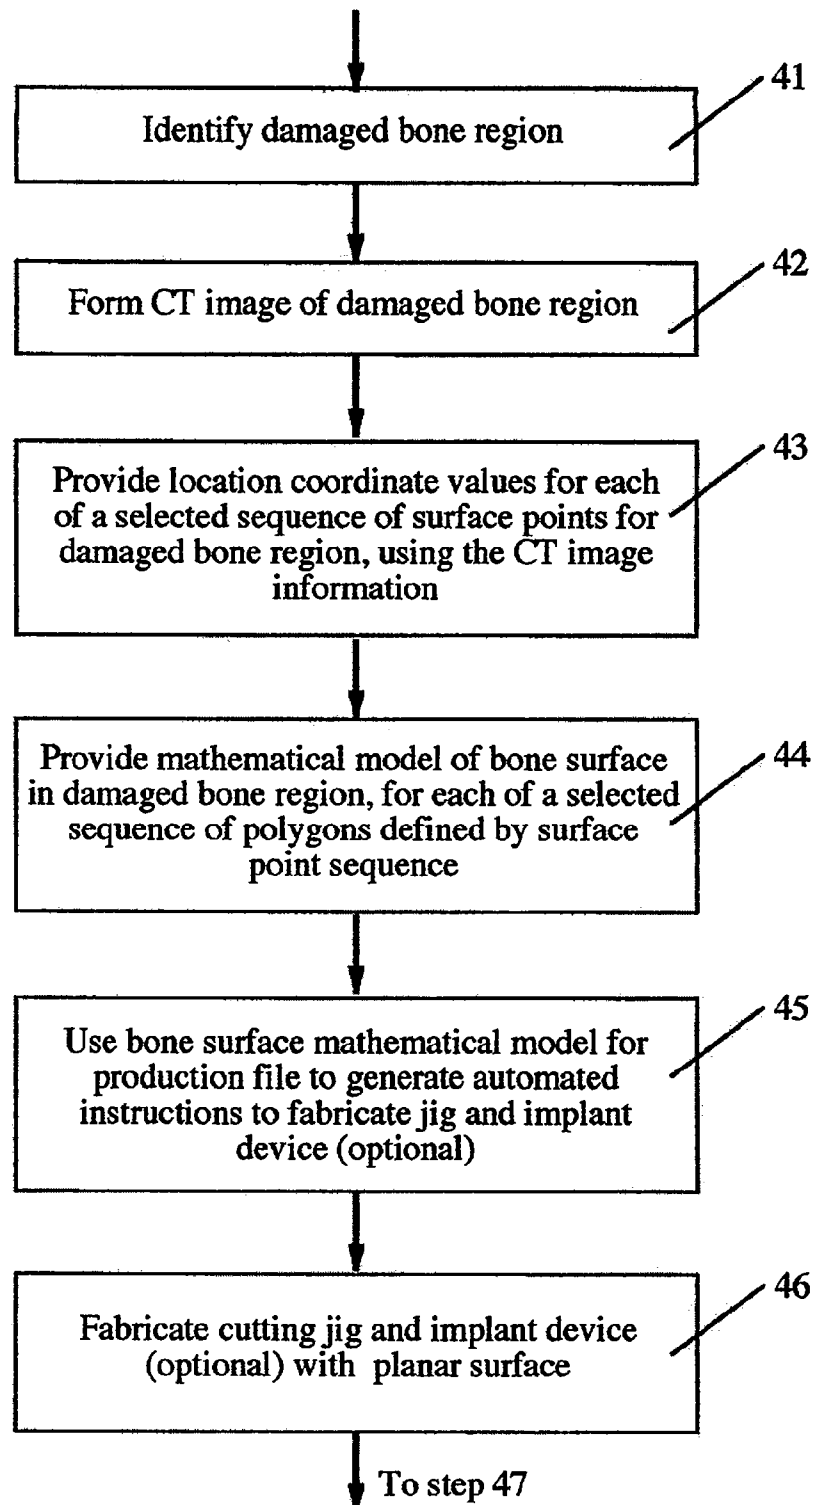 41
Identify damaged bone region
42
Form CT image of damaged bone region
43
Provide location coordinate values for each
of a selected sequence of surface points for
damaged bone region, using the CT image
information
44
Provide mathematical model of bone surface
in damaged bone region, for each of a selected
sequence of polygons defined by surface
point sequence
45
Use bone surface mathematical model for
production file to generate automated
instructions to fabricate jig and implant
device (optional)
46
Fabricate cutting jig and implant device
(optional) with planar surface
To step 47